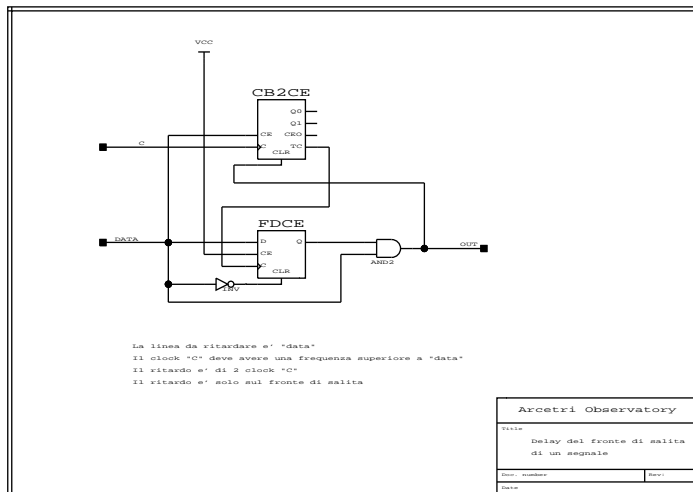 VCC
CB2CE
Q0
Q1
CE
CEO
C
C
TC
CLR
FDCE
DATA
D
Q
CE
C
CLR
AND2
OUT
INV
La linea da ritardare e' "data"
Il clock "C" deve avere una frequenza superiore a "data"
Il ritardo e' di 2 clock "C"
Il ritardo e' solo sul fronte di salita
Arcetri Observatory
Title
Delay del fronte di salita
di un segnale
Doc. number
Rev:
Date